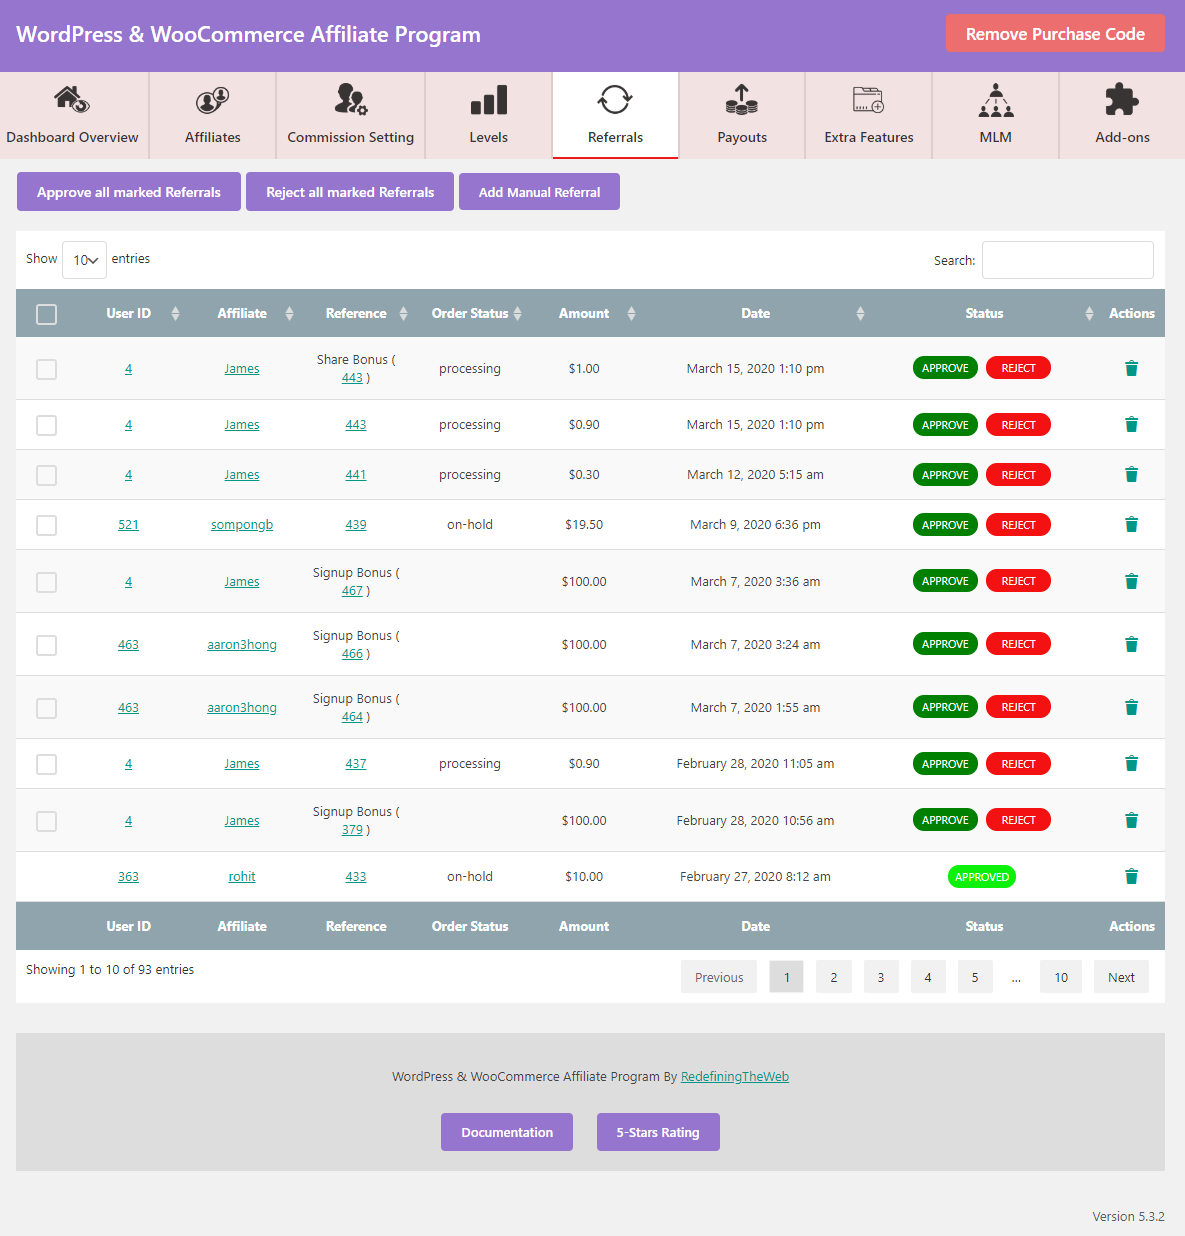 WordPress & WooCommerce Affiliate Program
Remove Purchase Code
Dashboard Overview
Affiliates
Commission Setting
Levels
Referrals
Payouts
Extra Features
MLM
Add-ons
Approve all marked Referrals
Reject all marked Referrals
Add Manual Referral
Show 10 entries
Search:
User ID Affiliate Reference Order Status Amount Date Status Actions
4 James Share Bonus ( 443 ) processing $1.00 March 15, 2020 1:10 pm APPROVE REJECT
4 James 443 processing $0.90 March 15, 2020 1:10 pm APPROVE REJECT
4 James 441 processing $0.30 March 12, 2020 5:15 am APPROVE REJECT
521 sompongb 439 on-hold $19.50 March 9, 2020 6:36 pm APPROVE REJECT
4 James Signup Bonus ( 467 ) $100.00 March 7, 2020 3:36 am APPROVE REJECT
463 aaron3hong Signup Bonus ( 466 ) $100.00 March 7, 2020 3:24 am APPROVE REJECT
463 aaron3hong Signup Bonus ( 464 ) $100.00 March 7, 2020 1:55 am APPROVE REJECT
4 James 437 processing $0.90 February 28, 2020 11:05 am APPROVE REJECT
4 James Signup Bonus ( 379 ) $100.00 February 28, 2020 10:56 am APPROVE REJECT
363 rohit 433 on-hold $10.00 February 27, 2020 8:12 am APPROVED
User ID Affiliate Reference Order Status Amount Date Status Actions
Showing 1 to 10 of 93 entries
Previous 1 2 3 4 5 ... 10 Next
WordPress & WooCommerce Affiliate Program By RedefiningTheWeb
Documentation
5-Stars Rating
Version 5.3.2